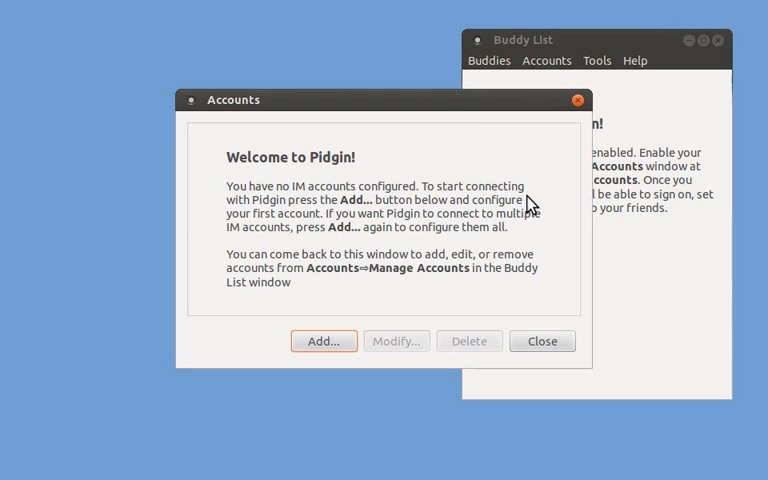 Buddy List
Buddies Accounts Tools Help
Accounts
Welcome to Pidgin!
You have no IM accounts configured. To start connecting
with Pidgin press the Add... button below and configure
your first account. If you want Pidgin to connect to multiple
IM accounts, press Add... again to configure them all.
You can come back to this window to add, edit, or remove
accounts from Accounts⇨Manage Accounts in the Buddy
List window
Add... Modify... Delete Close
n!
enabled. Enable your
Accounts window at
ccounts. Once you
be able to sign on, set
your friends.